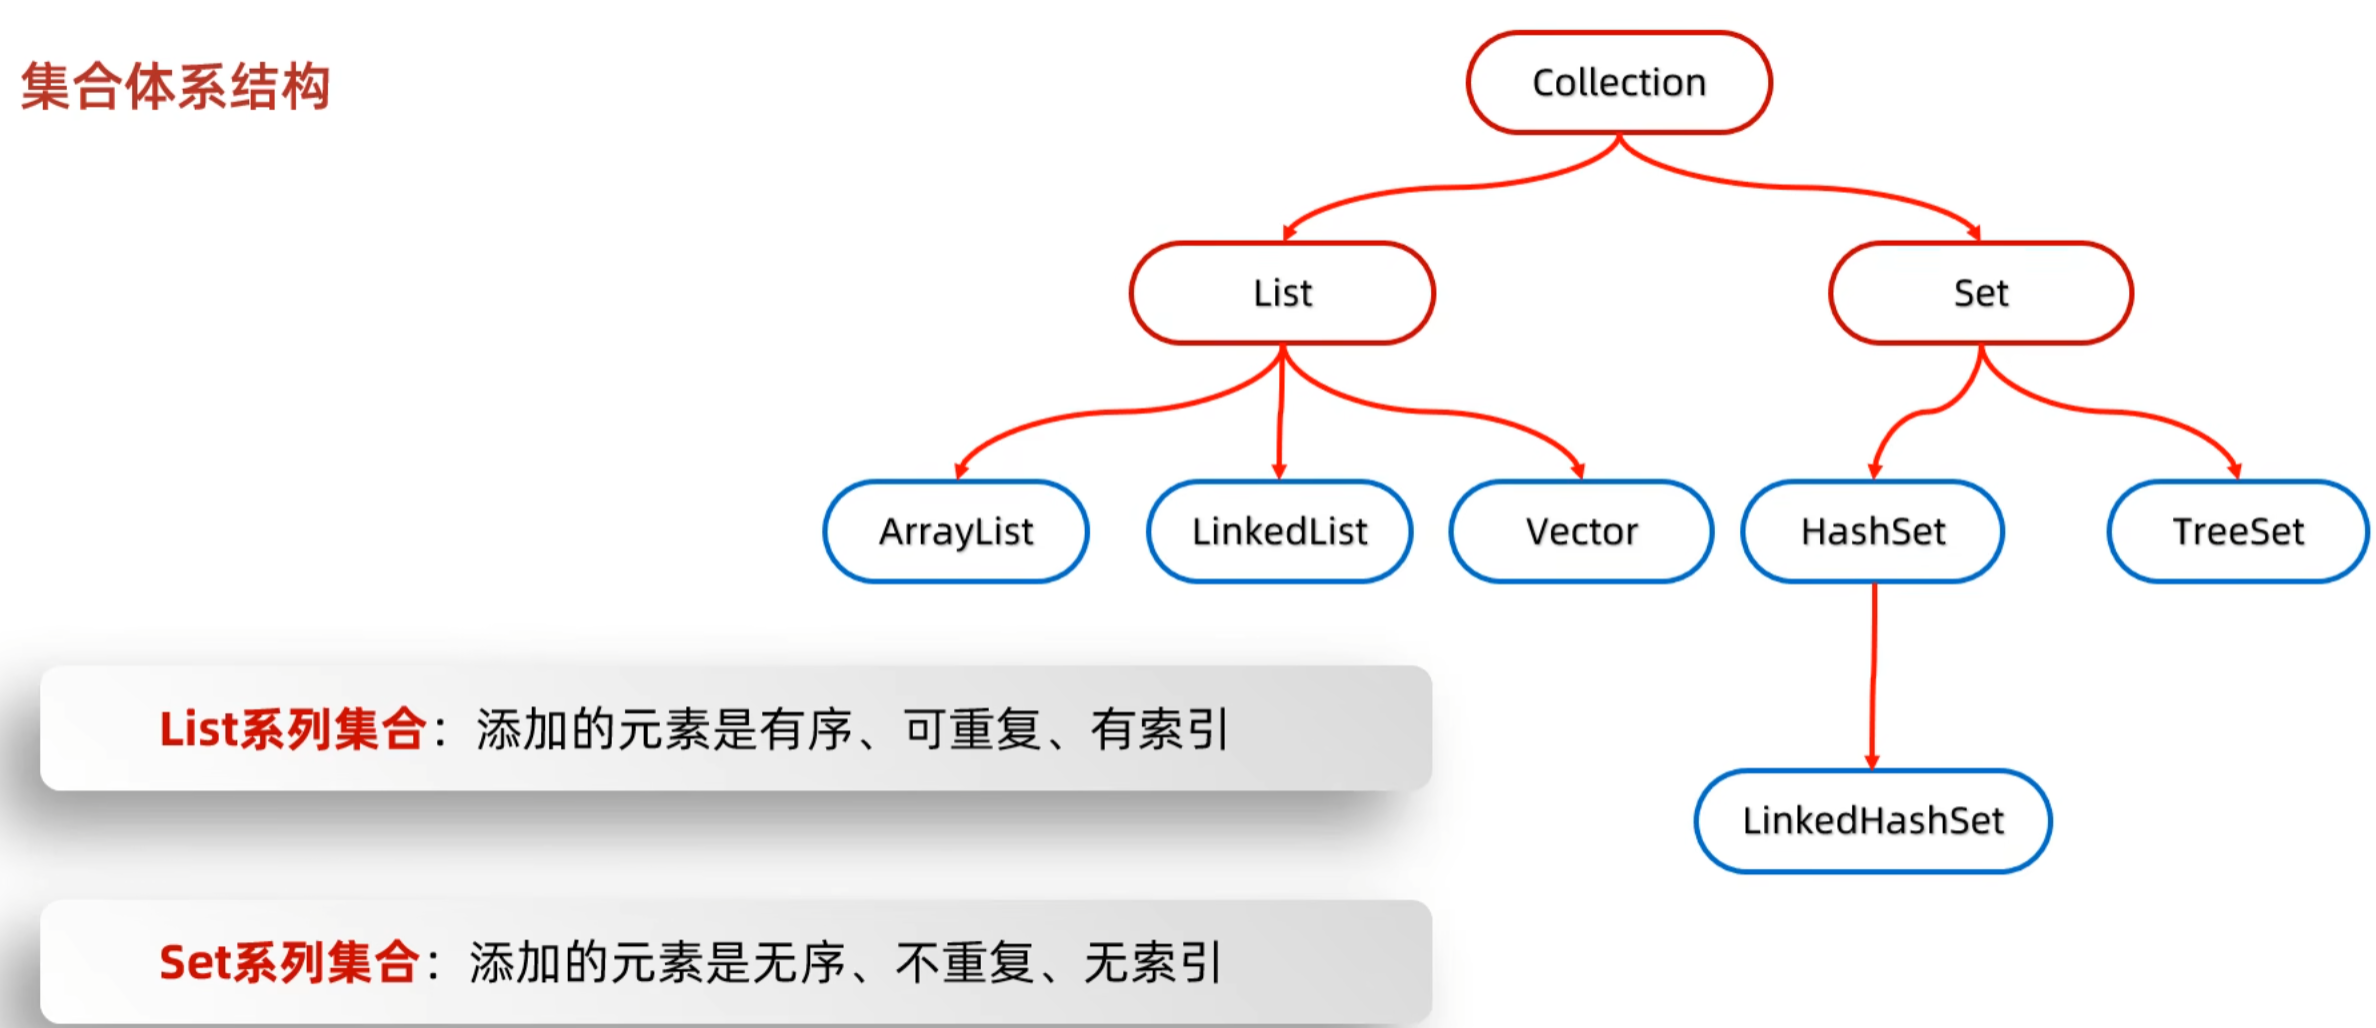 集合体系结构
Collection
List
Set
ArrayList
LinkedList
Vector
HashSet
TreeSet
LinkedHashSet
List系列集合：添加的元素是有序、可重复、有索引
Set系列集合：添加的元素是无序、不重复、无索引